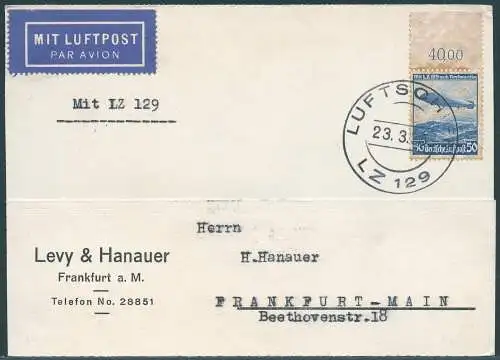 MIT LUFTPOST
PAR AVION
40.00
Mit LZ 129
LUFTSCH
23. 3.
LZ 129
50
Levy & Hanauer
Frankfurt a. M.
Telefon No. 28851
Herrn
H.Hanauer
FRANKFURT-MAIN
Beethovenstr.18